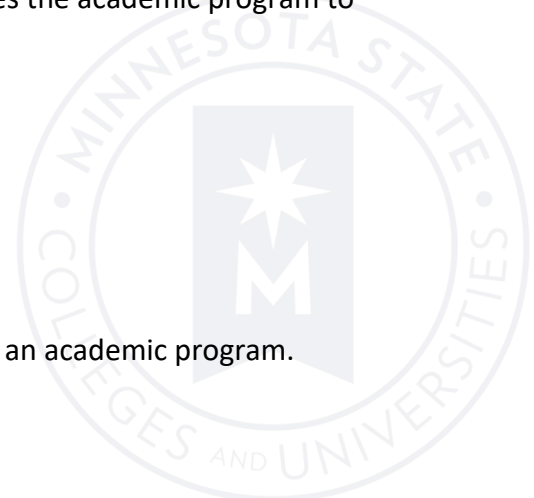 es the academic program to
MINNESOTA STATE
M
an academic program.
COLLEGES AND UNIVERSITIES